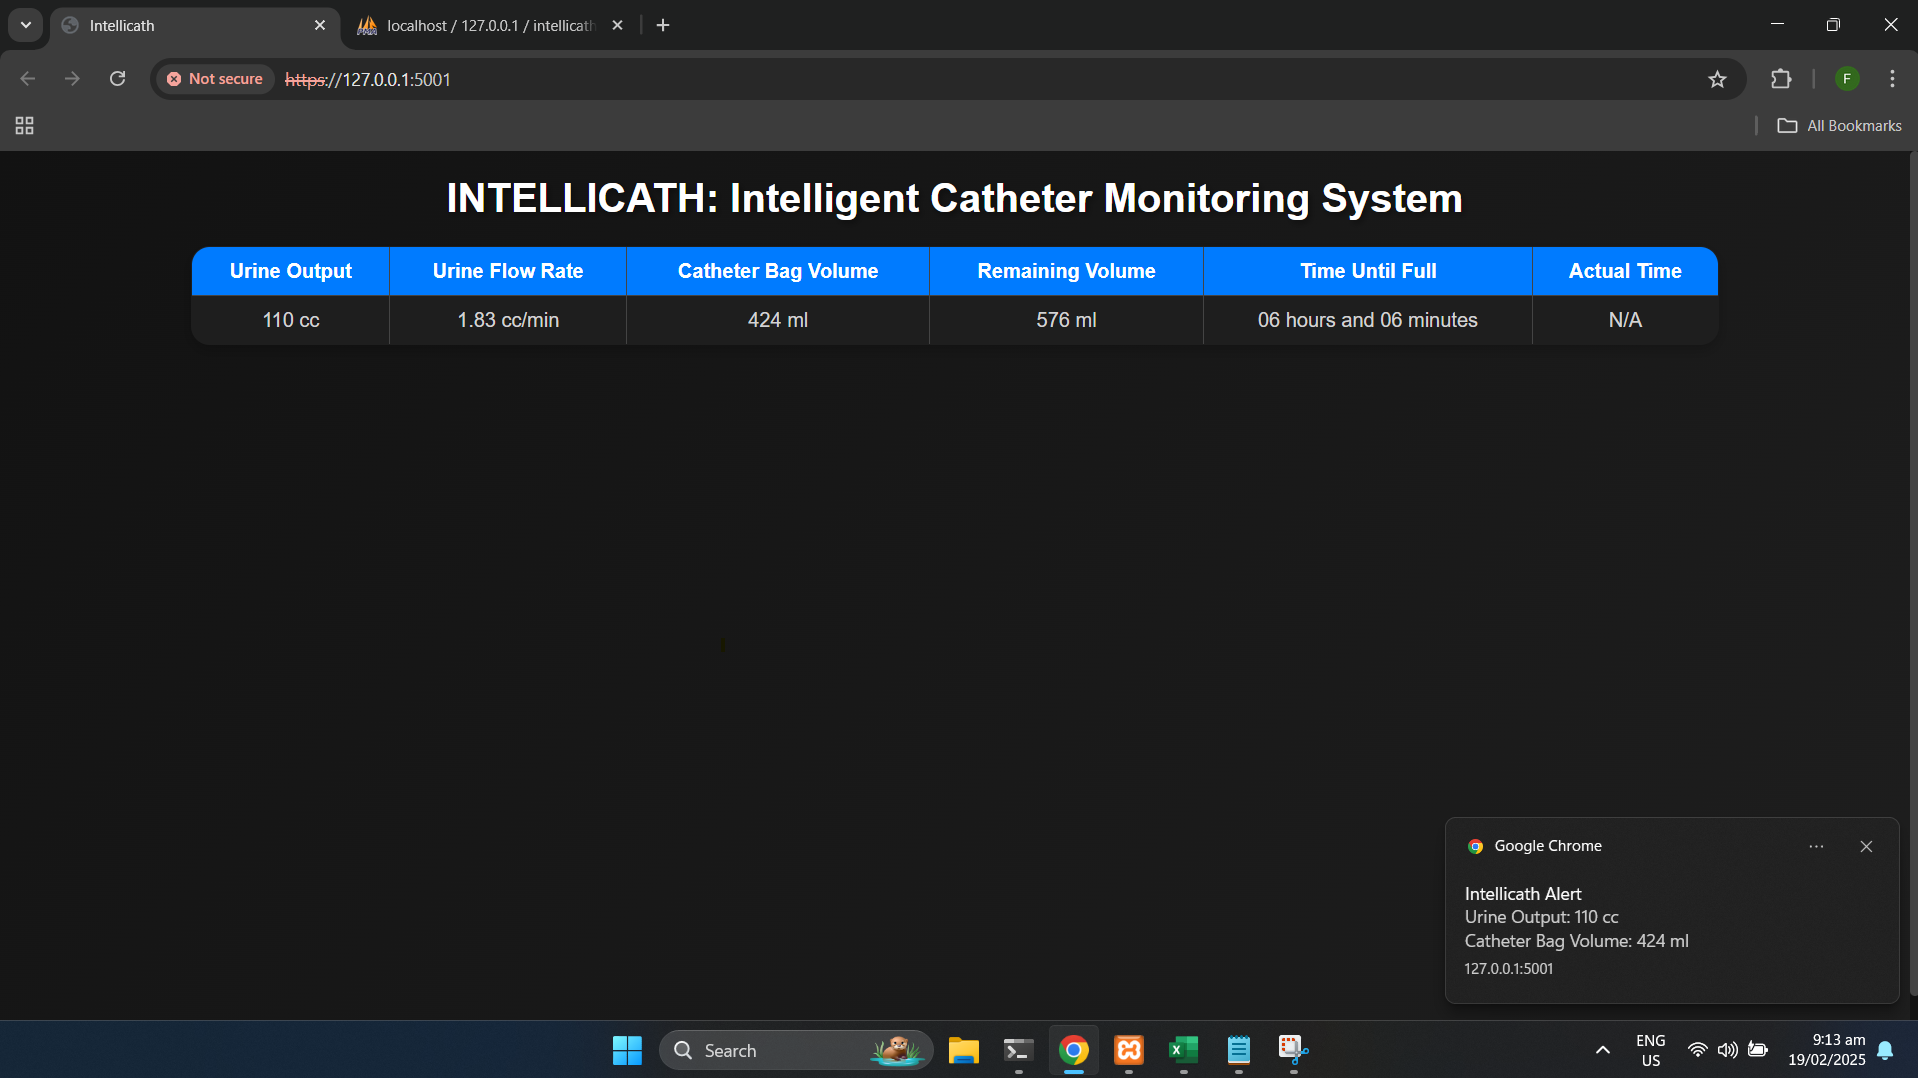 Intellicath
localhost / 127.0.0.1 / intellicath
Not secure
https://127.0.0.1:5001
F
All Bookmarks
INTELLICATH: Intelligent Catheter Monitoring System
Urine Output Urine Flow Rate Catheter Bag Volume Remaining Volume Time Until Full Actual Time
110 cc 1.83 cc/min 424 ml 576 ml 06 hours and 06 minutes N/A
Google Chrome
Intellicath Alert
Urine Output: 110 cc
Catheter Bag Volume: 424 ml
127.0.0.1:5001
Search
ENG
US
9:13 am
19/02/2025